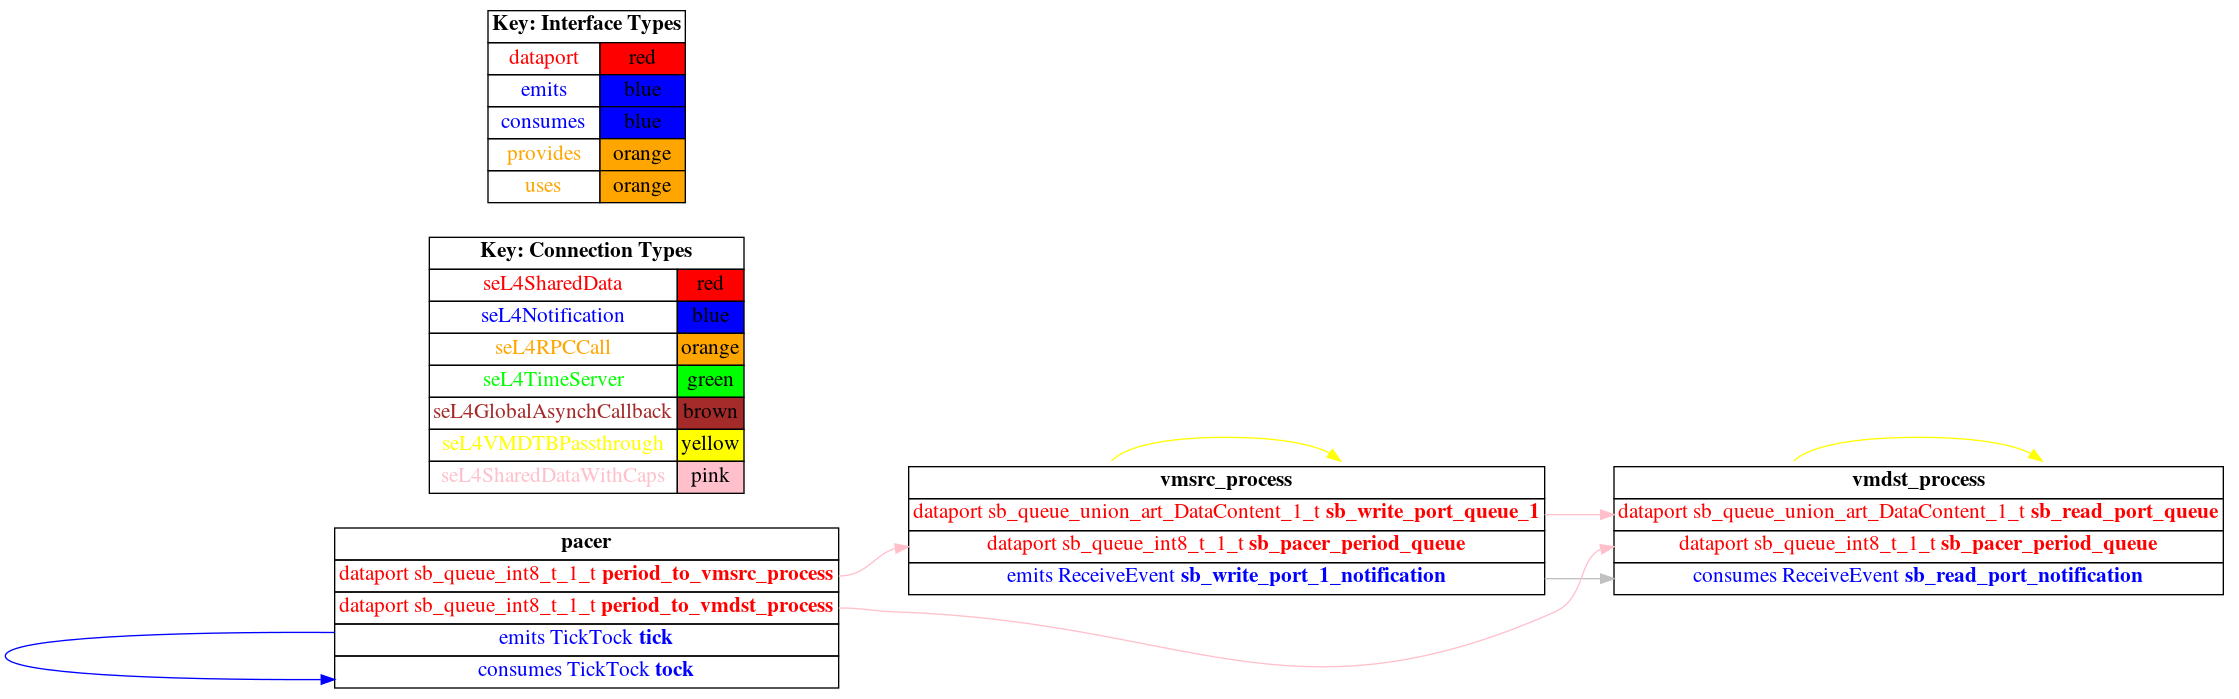 Key: Interface Types
dataport red
emits blue
consumes blue
provides orange
uses orange
Key: Connection Types
seL4SharedData red
seL4Notification blue
seL4RPCCall orange
seL4TimeServer green
seL4GlobalAsynchCallback brown
seL4VMDTBPassthrough yellow
seL4SharedDataWithCaps pink
pacer
dataport sb_queue_int8_t_1_t period_to_vmsrc_process
dataport sb_queue_int8_t_1_t period_to_vmdst_process
emits TickTock tick
consumes TickTock tock
vmsrc_process
dataport sb_queue_union_art_DataContent_1_t sb_write_port_queue_1
dataport sb_queue_int8_t_1_t sb_pacer_period_queue
emits ReceiveEvent sb_write_port_1_notification
vmdst_process
dataport sb_queue_union_art_DataContent_1_t sb_read_port_queue
dataport sb_queue_int8_t_1_t sb_pacer_period_queue
consumes ReceiveEvent sb_read_port_notification